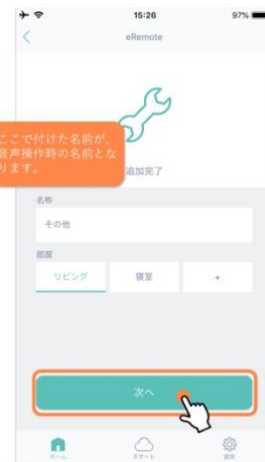 15:26
97%
eRemote
ここで付けた名前が、
音声操作時の名前とな
ります。
追加完了
名称
その他
部屋
リビング
寝室
+
次へ
ホーム
スマート
設定